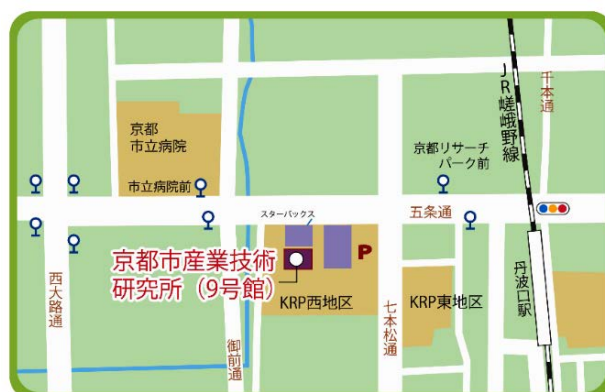 京都
市立病院
市立病院前
スターバックス
京都リサーチ
パーク前
JR嵯峨野線
千本通
五条通
京都市産業技術
研究所（9号館）
P
KRP西地区
KRP東地区
西大路通
御前通
七本松通
丹波口駅